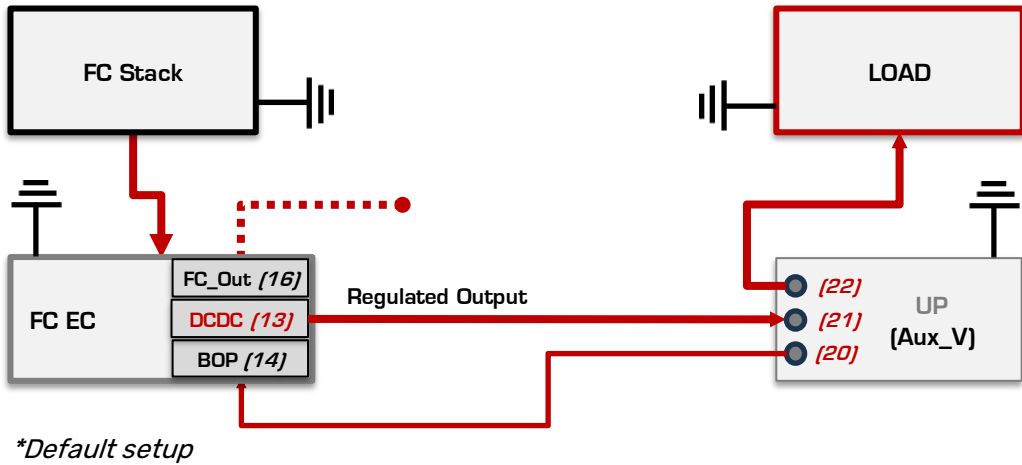 FC Stack
LOAD
FC_Out (16)
FC EC
DCDC (13)
BOP (14)
Regulated Output
(22)
(21)
(20)
UP
(Aux_V)
*Default setup